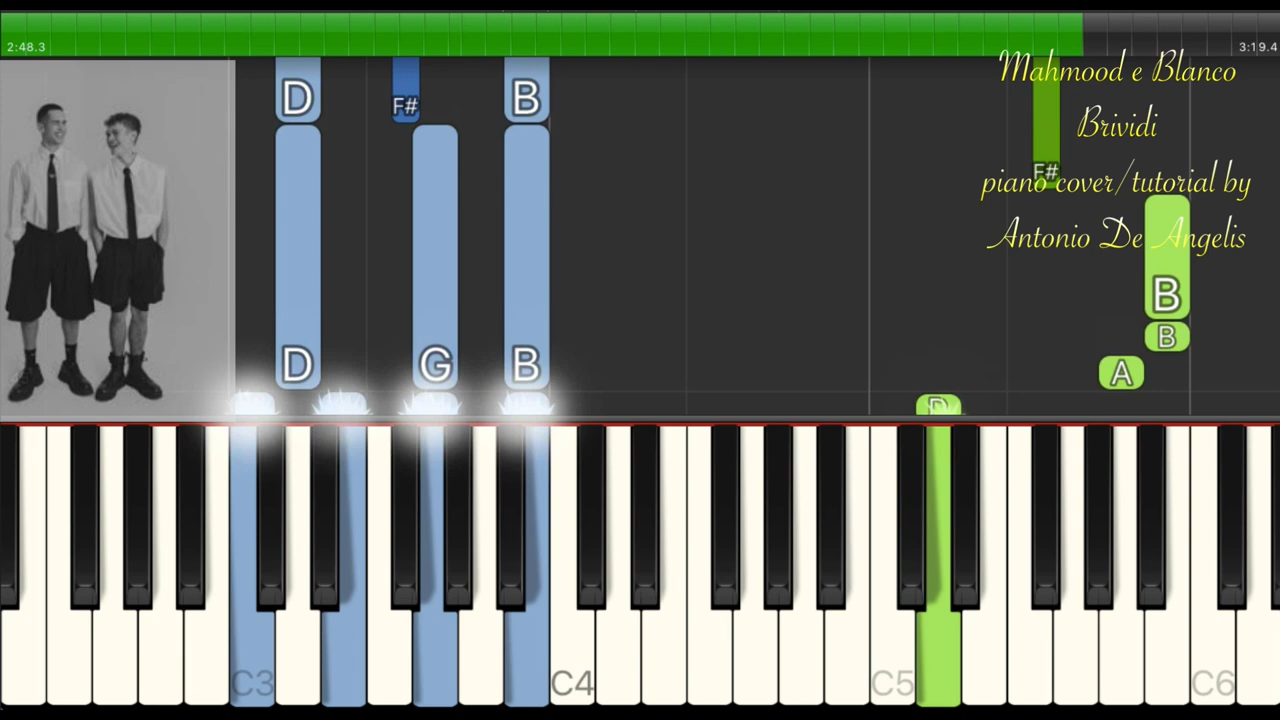 2:48.3
3:19.4
Mahmood e Blanco
Brividi
piano cover/tutorial by
Antonio De Angelis
D F# B
F#
B
B
D G B
A
D
C3 C4 C5 C6